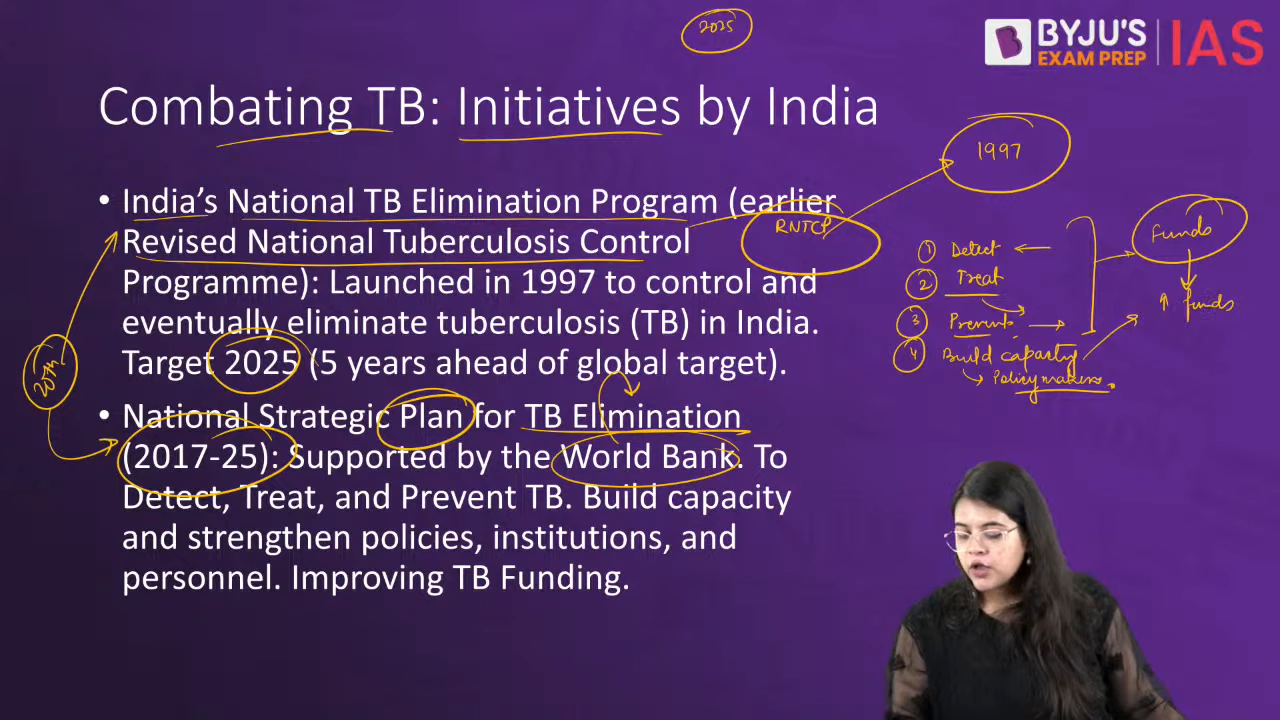 2025
BYJU'S
EXAM PREP
IAS
Combating TB: Initiatives by India
1997
• India's National TB Elimination Program (earlier
Revised National Tuberculosis Control
Programme): Launched in 1997 to control and
eventually eliminate tuberculosis (TB) in India.
Target 2025 (5 years ahead of global target).
• National Strategic Plan for TB Elimination
(2017-25): Supported by the World Bank. To
Detect, Treat, and Prevent TB. Build capacity
and strengthen policies, institutions, and
personnel. Improving TB Funding.
RNTCP
① Detect
② Treat
③ Prevent
④ Build capacity
→ Policymakers.
Funds
↑ funds